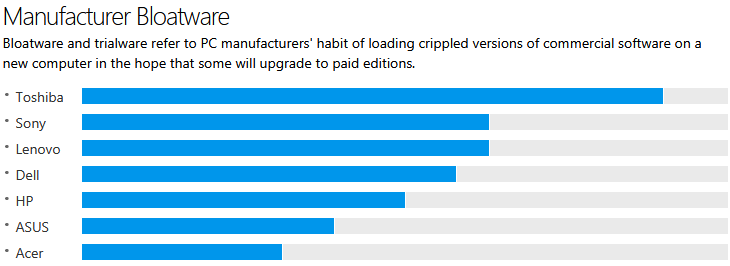 Manufacturer Bloatware
Bloatware and trialware refer to PC manufacturers' habit of loading crippled versions of commercial software on a
new computer in the hope that some will upgrade to paid editions.
• Toshiba
• Sony
• Lenovo
• Dell
• HP
• ASUS
• Acer